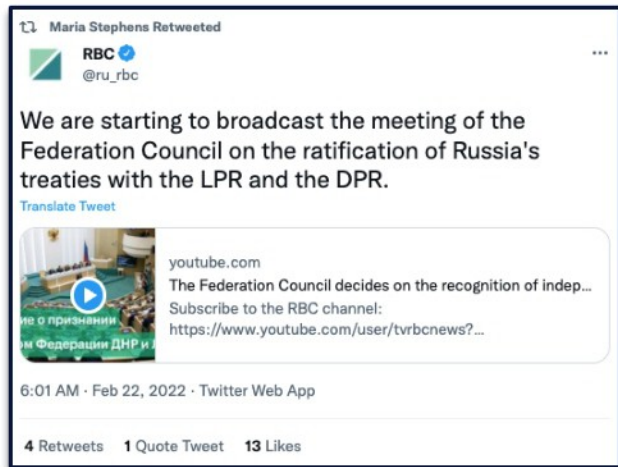 Maria Stephens Retweeted
RBC
@ru_rbc
We are starting to broadcast the meeting of the
Federation Council on the ratification of Russia's
treaties with the LPR and the DPR.
Translate Tweet
youtube.com
The Federation Council decides on the recognition of indep...
Subscribe to the RBC channel:
https://www.youtube.com/user/tvrbcnews?...
ие о признании
ом Федерации ДНР и Л
6:01 AM · Feb 22, 2022 · Twitter Web App
4 Retweets 1 Quote Tweet 13 Likes